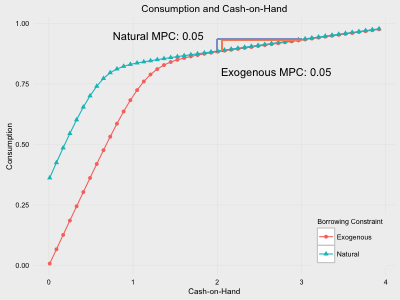 Consumption and Cash-on-Hand
1.00
Natural MPC: 0.05
Exogenous MPC: 0.05
0.75
Consumption
0.50
0.25
Borrowing Constraint
Exogenous
Natural
0.00
0
1
2
3
4
Cash-on-Hand